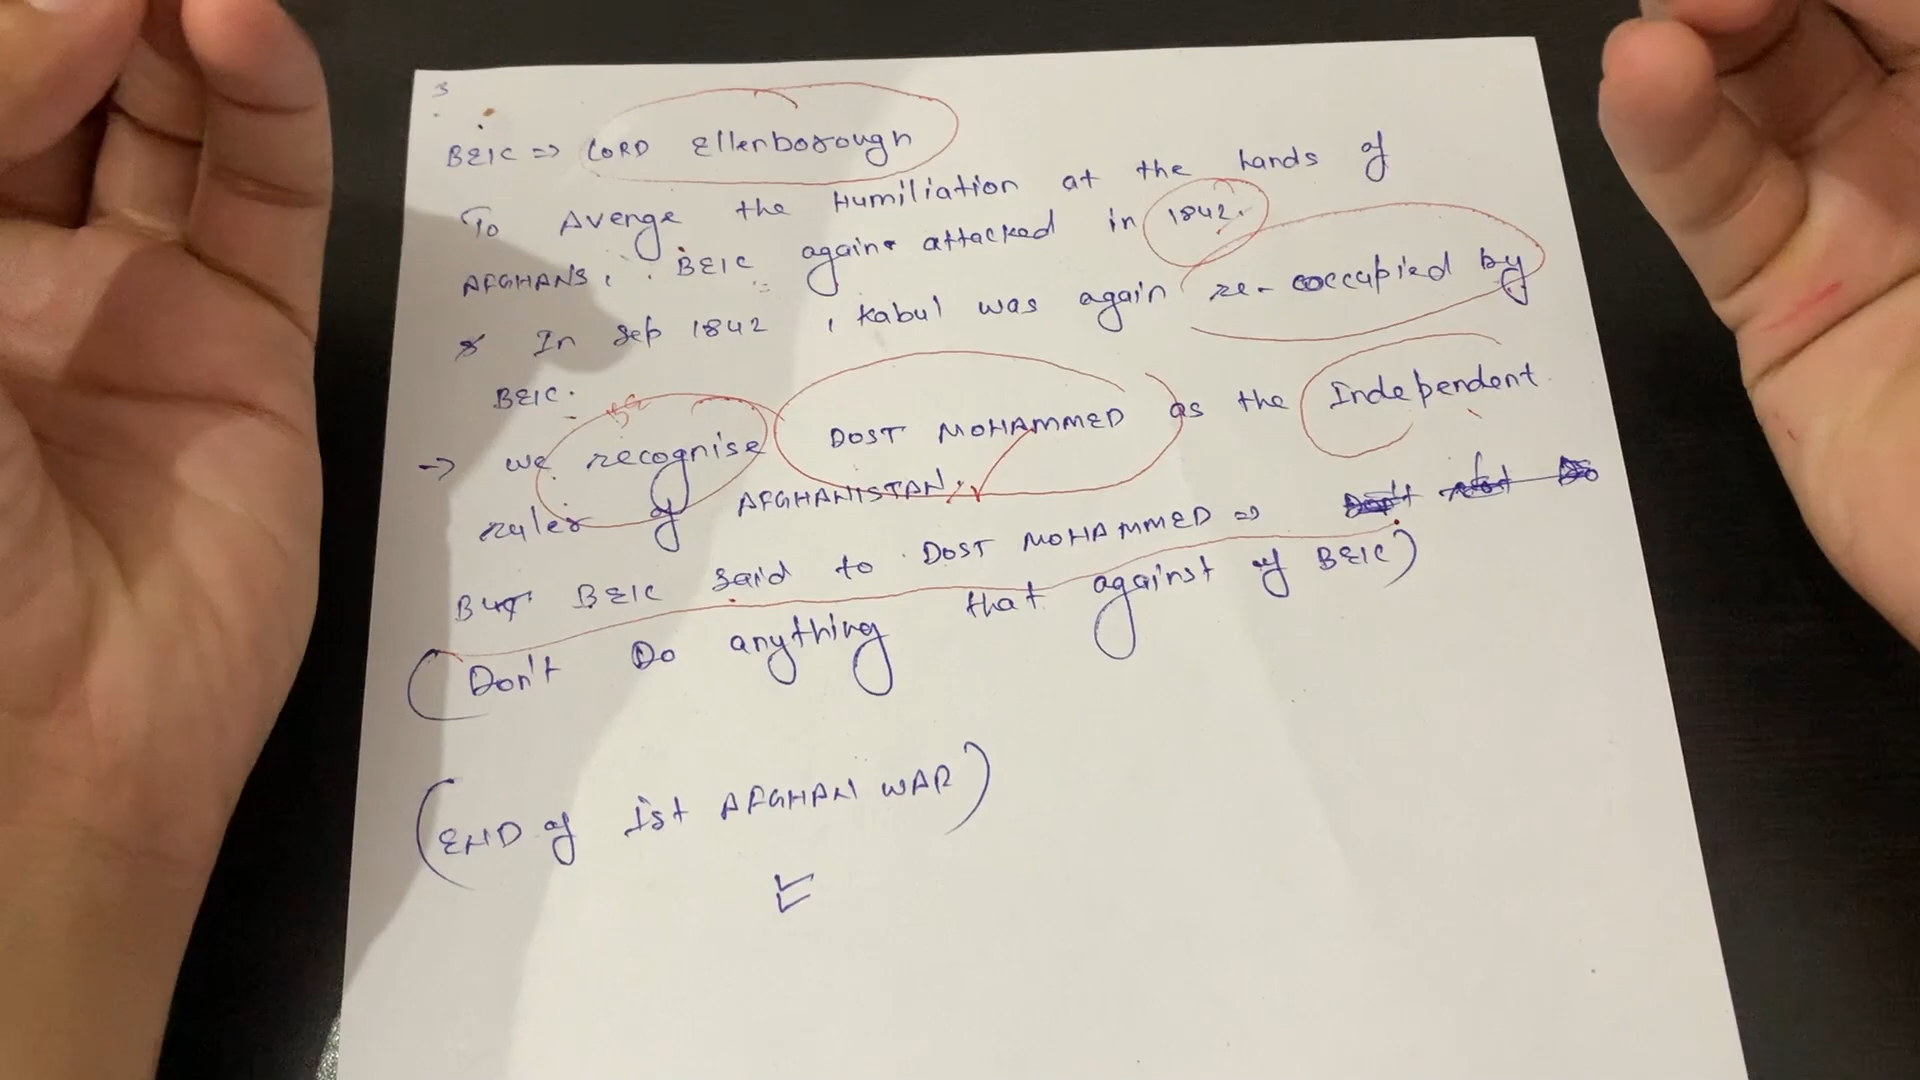 3
BEIC => LORD Ellenborough
To Avenge the Humiliation at the hands of
AFGHANS, BEIC again attacked in 1842.
* In Sep 1842, Kabul was again re-occupied by
BEIC.
-> we recognise DOST MOHAMMED as the Independent
ruler of AFGHANISTAN.
But BEIC said to DOST MOHAMMED =>
(Don't Do anything that against of BEIC)
(END of 1st AFGHAN WAR)